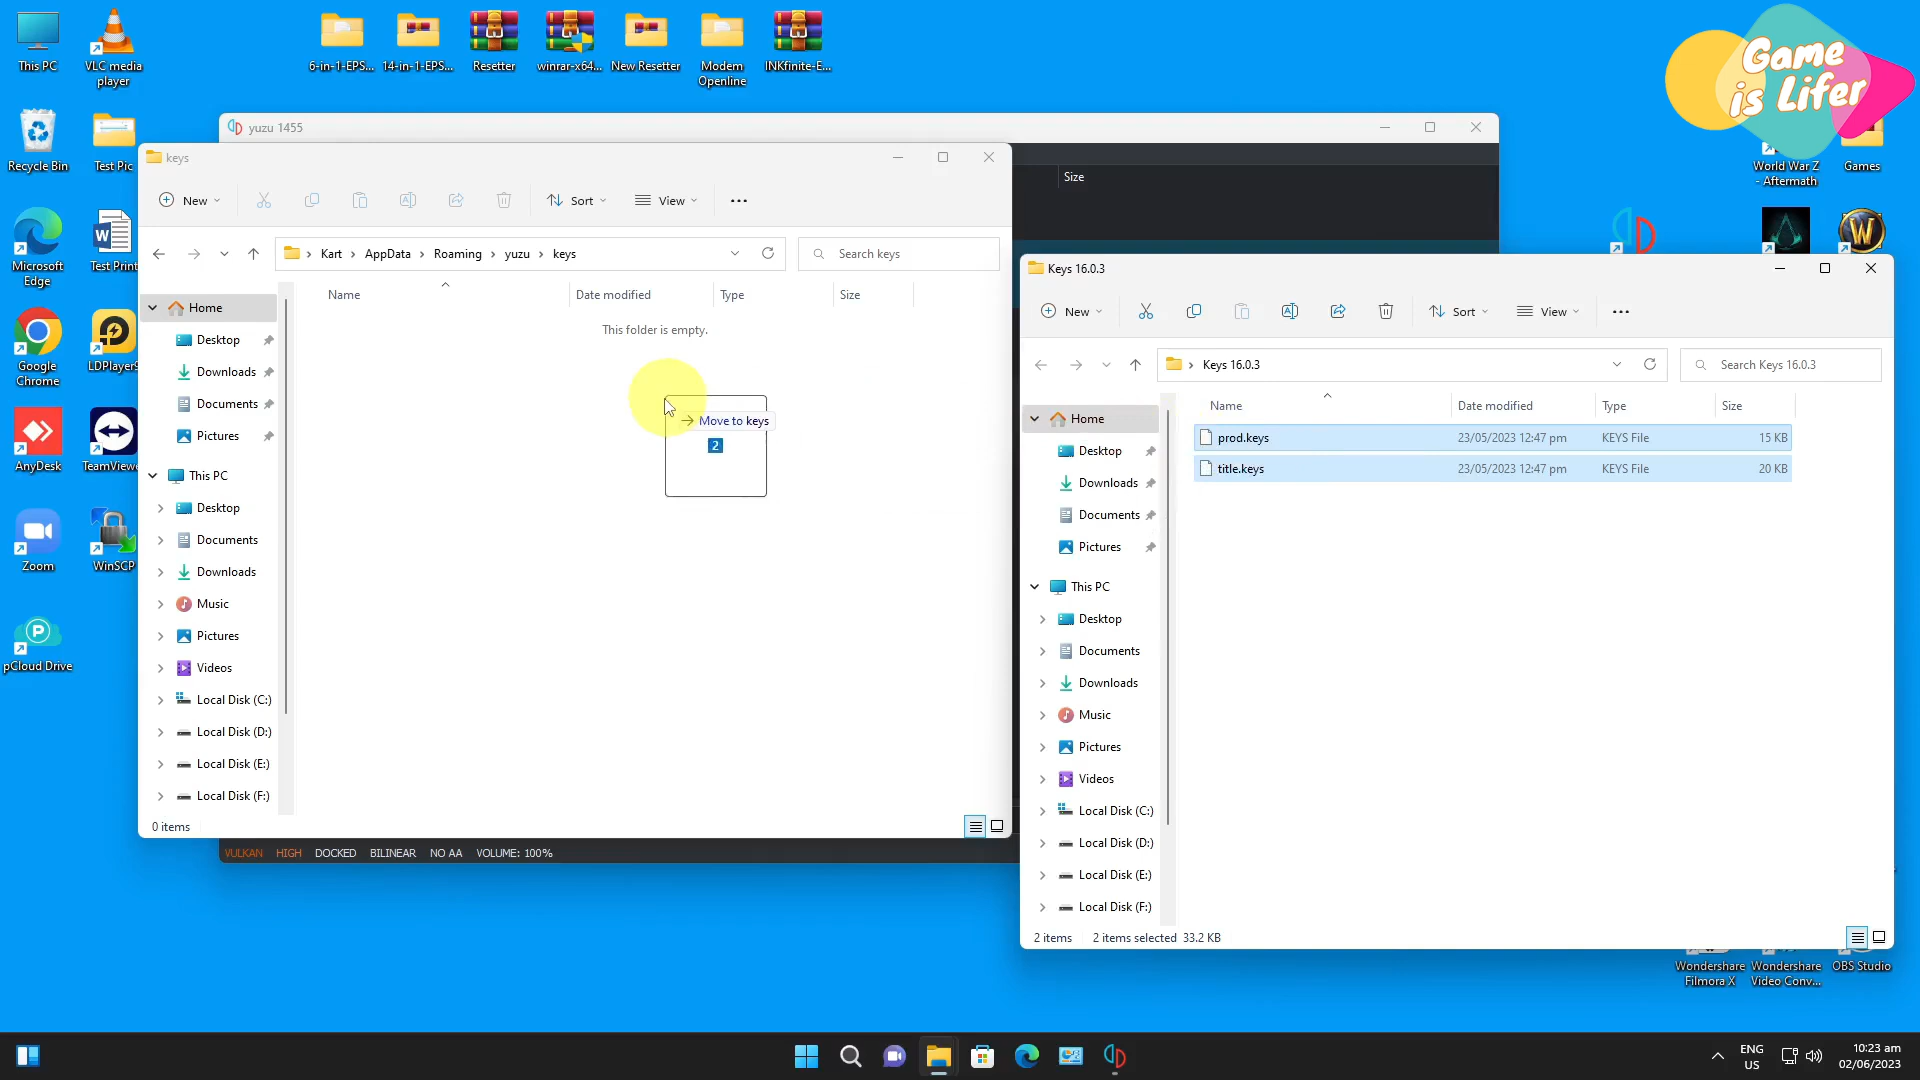 This PC
VLC media
player
6-in-1-EPS...
14-in-1-EPS...
Resetter
winrar-x64...
New Resetter
Modem
Openline
INKfinite-E...
Game
is Lifer
Recycle Bin
Test Pic
World War Z
- Aftermath
Games
Microsoft
Edge
Test Print
Google
Chrome
LDPlayer9
AnyDesk
TeamViewe
Zoom
WinSCP
pCloud Drive
yuzu 1455
Size
keys
New
Sort
View
Kart
AppData
Roaming
yuzu
keys
Search keys
Name
Date modified
Type
Size
This folder is empty.
Move to keys
2
Home
Desktop
Downloads
Documents
Pictures
This PC
Desktop
Documents
Downloads
Music
Pictures
Videos
Local Disk (C:)
Local Disk (D:)
Local Disk (E:)
Local Disk (F:)
0 items
VULKAN HIGH DOCKED BILINEAR NO AA VOLUME: 100%
Keys 16.0.3
New
Sort
View
Keys 16.0.3
Search Keys 16.0.3
Name
Date modified
Type
Size
prod.keys 23/05/2023 12:47 pm KEYS File 15 KB
title.keys 23/05/2023 12:47 pm KEYS File 20 KB
Home
Desktop
Downloads
Documents
Pictures
This PC
Desktop
Documents
Downloads
Music
Pictures
Videos
Local Disk (C:)
Local Disk (D:)
Local Disk (E:)
Local Disk (F:)
2 items 2 items selected 33.2 KB
Wondershare
Filmora X
Wondershare
Video Conv...
OBS Studio
ENG
US
10:23 am
02/06/2023